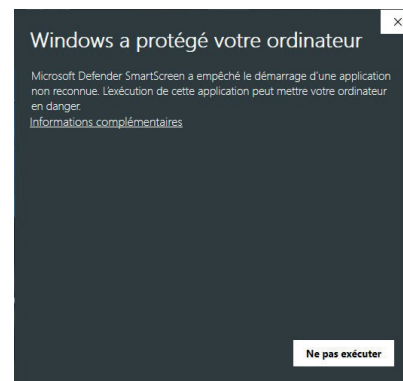 Windows a protégé votre ordinateur
Microsoft Defender SmartScreen a empêché le démarrage d'une application
non reconnue. L'exécution de cette application peut mettre votre ordinateur
en danger.
Informations complémentaires
Ne pas exécuter